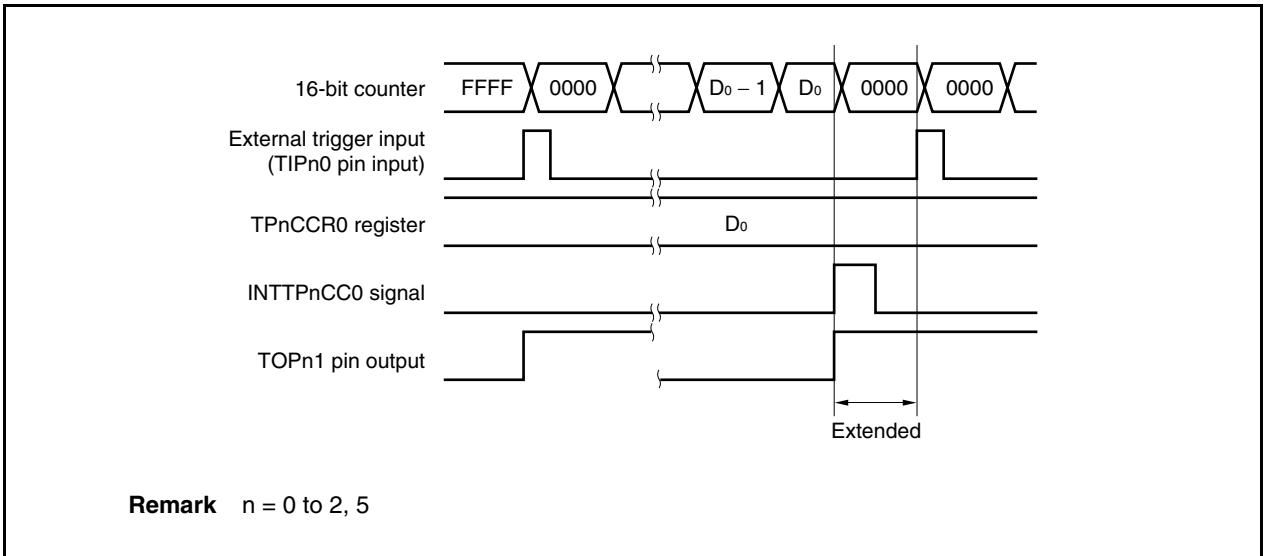 16-bit counter FFFF 0000 D0 − 1 D0 0000 0000
External trigger input
(TIPn0 pin input)
TPnCCR0 register D0
INTTPnCC0 signal
TOPn1 pin output
Extended
Remark n = 0 to 2, 5